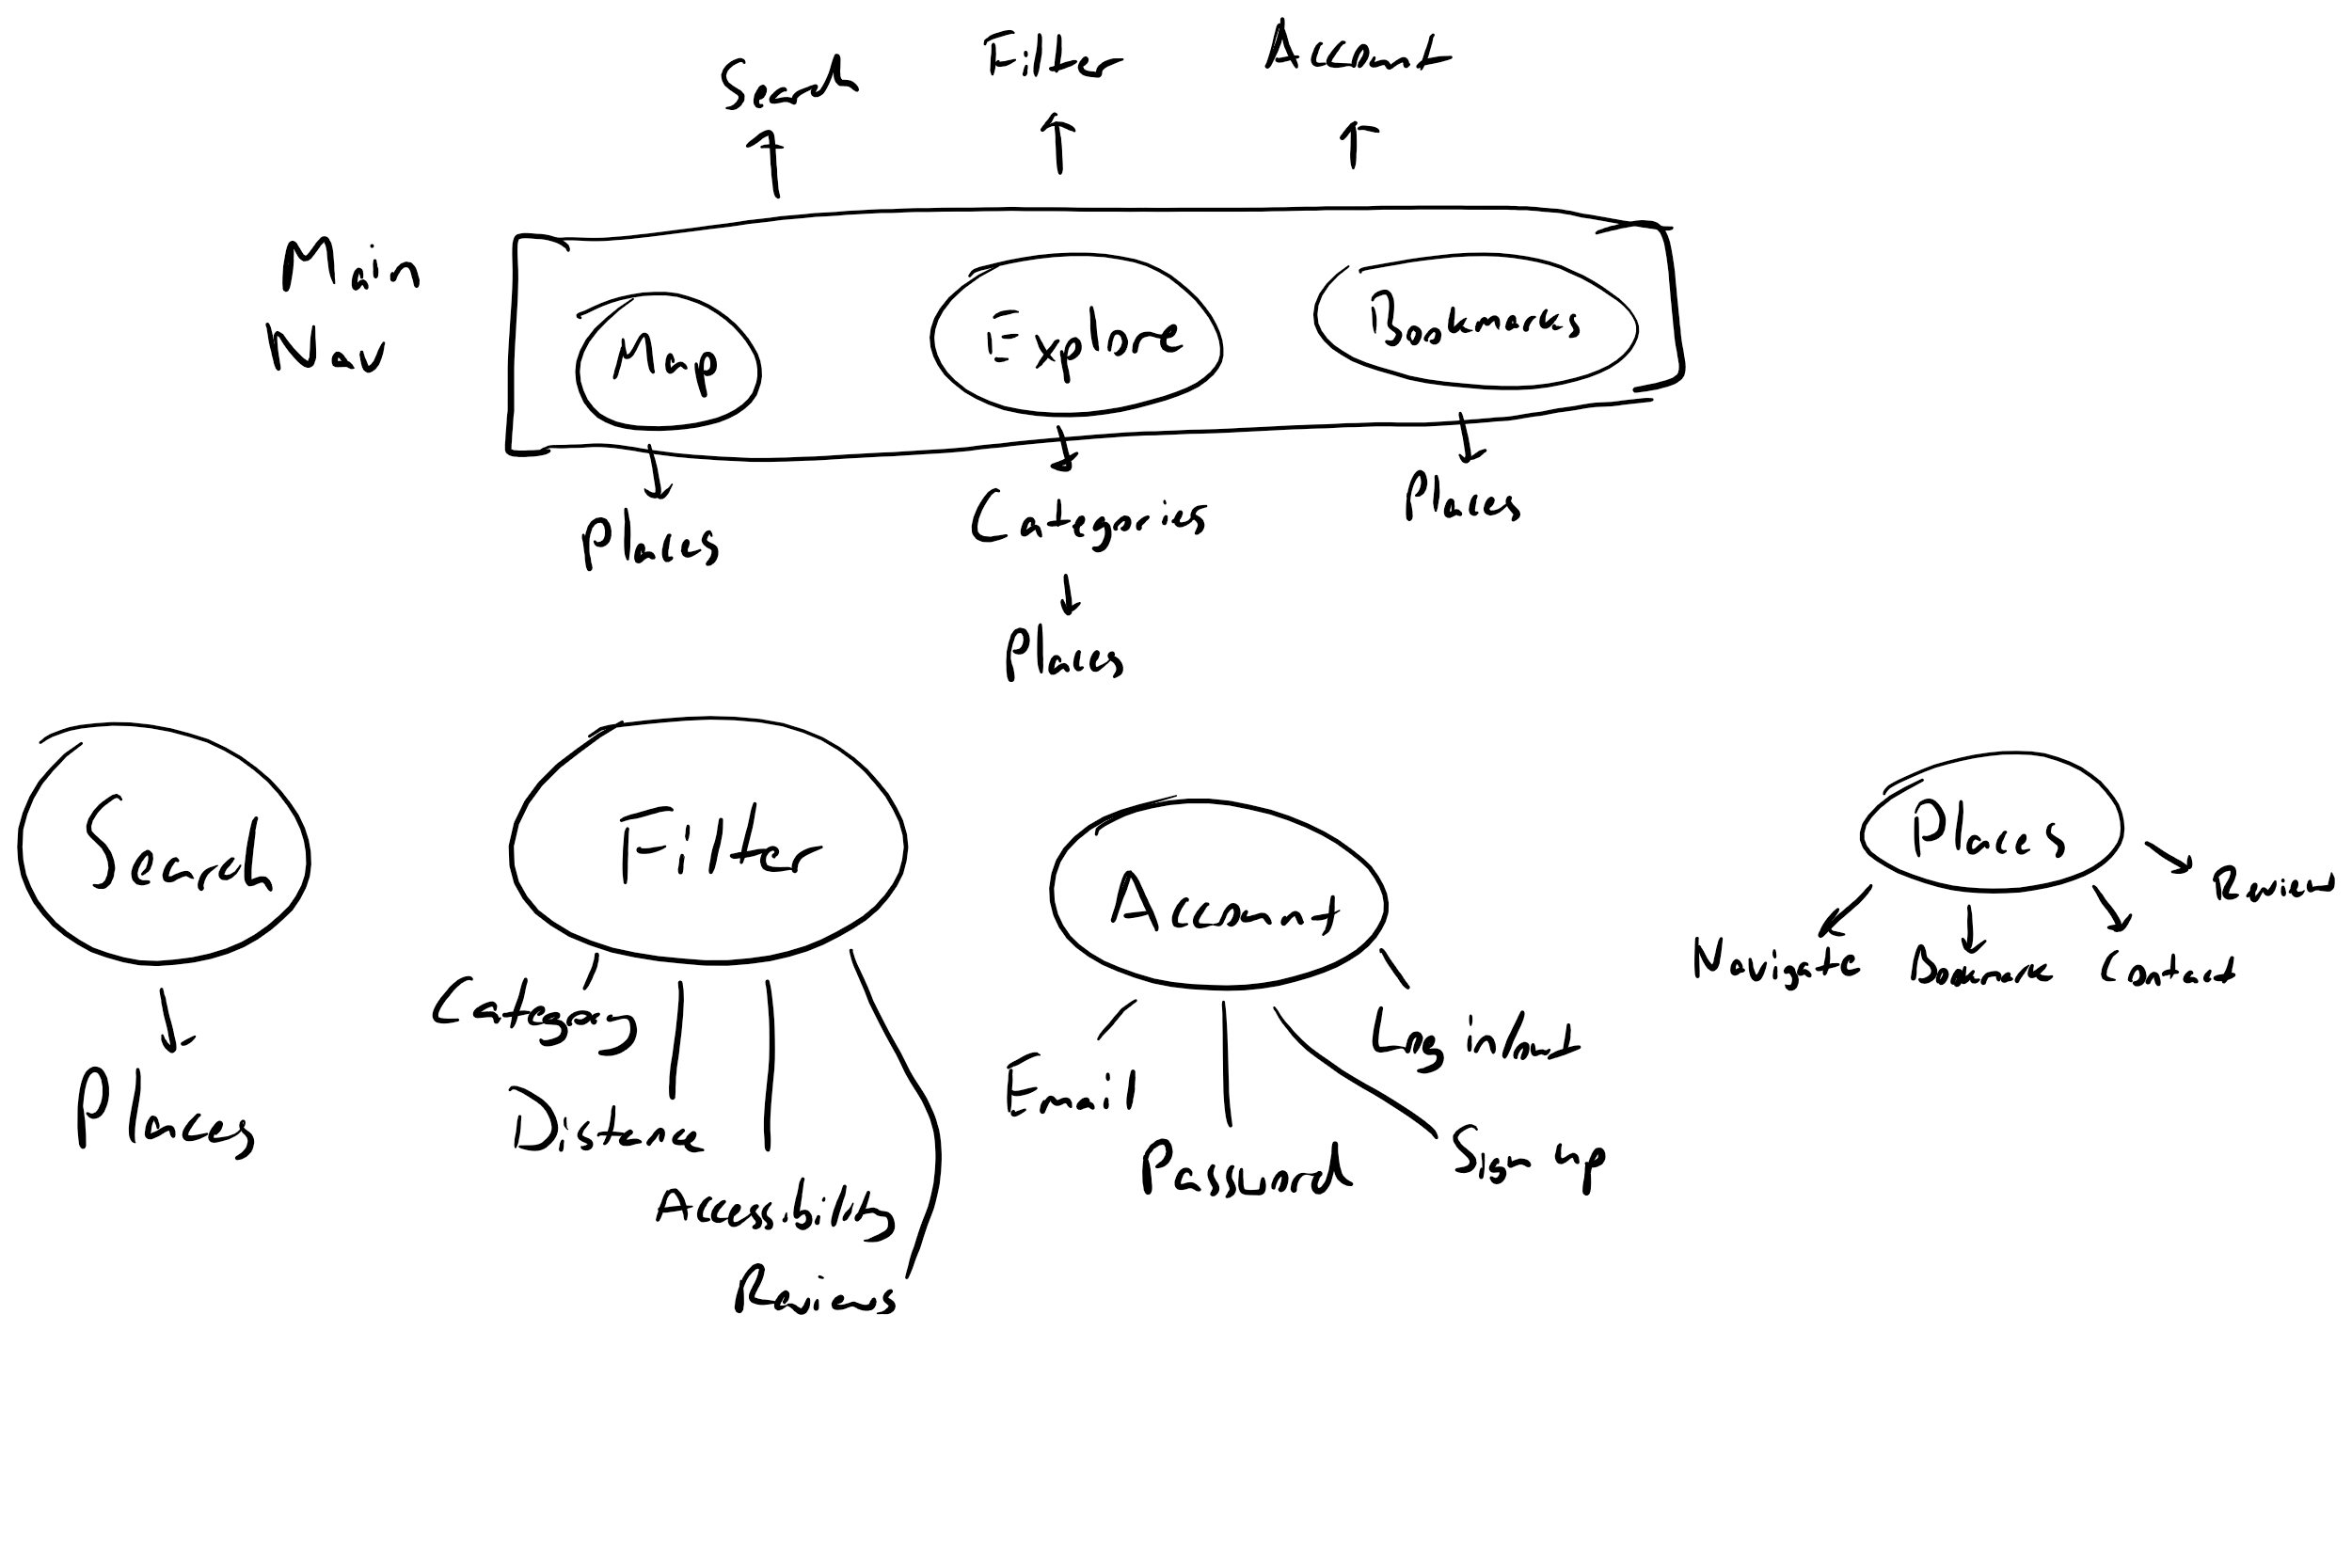 Search
Filter
Account
Main
Nav
Map
Explore
Bookmarks
Places
Categories
Places
Places
Search
Places
Filter
Category
Distance
Accessibility
Reviews
Account
Email
Password
Log in/out
Sign up
Places
Navigate
Bookmark
Contact
Review